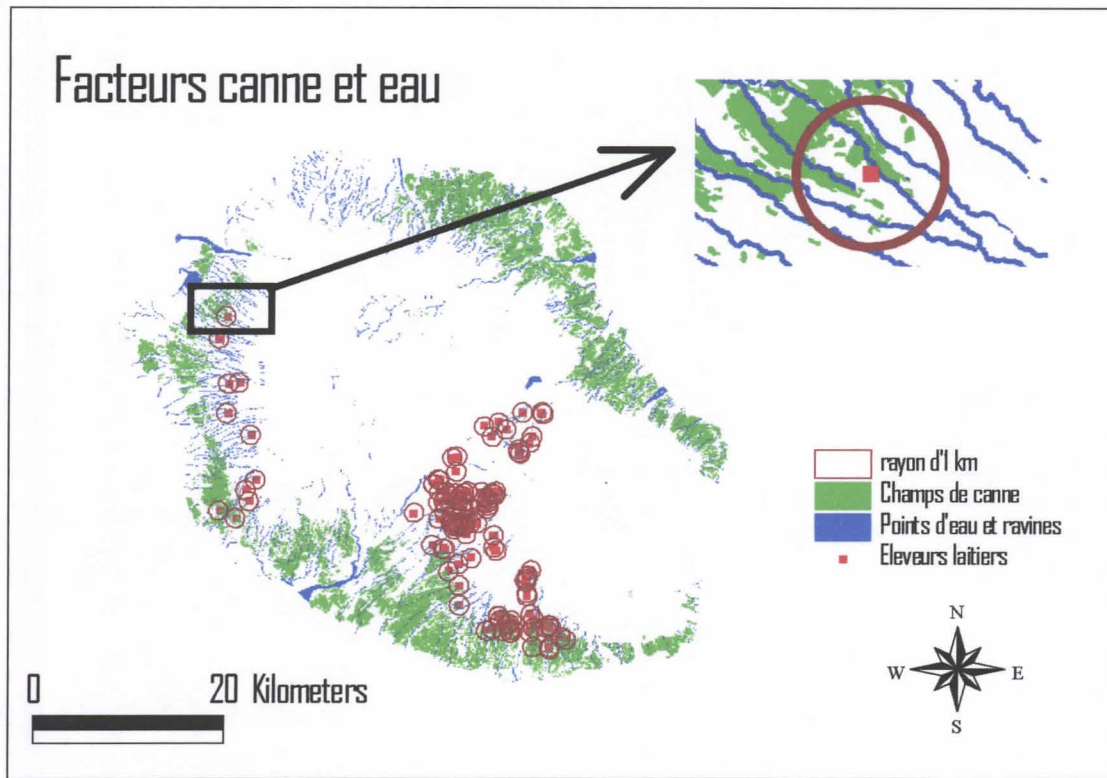 Facteurs canne et eau
rayon d'1 km
Champs de canne
Points d'eau et ravines
Eleveurs laitiers
N
W E
S
0 20 Kilometers